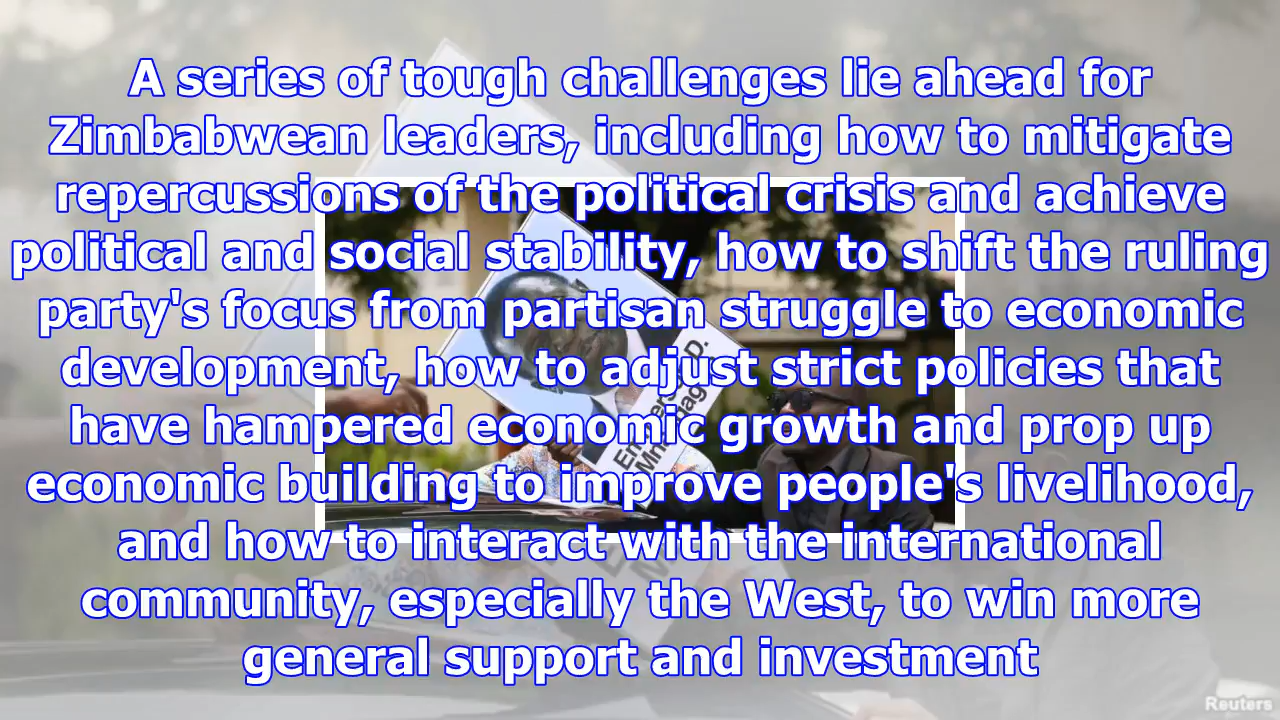 A series of tough challenges lie ahead for
Zimbabwean leaders, including how to mitigate
repercussions of the political crisis and achieve
political and social stability, how to shift the ruling
party's focus from partisan struggle to economic
development, how to adjust strict policies that
have hampered economic growth and prop up
economic building to improve people's livelihood,
and how to interact with the international
community, especially the West, to win more
general support and investment
Reuters